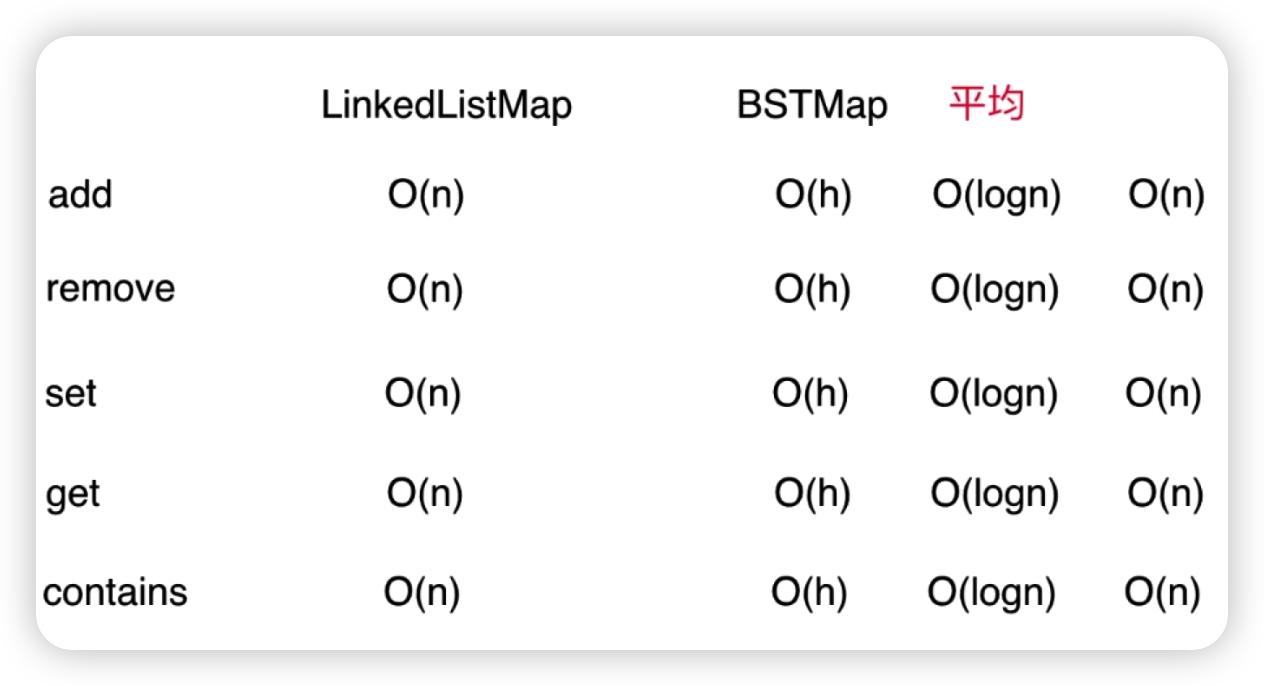 LinkedListMap BSTMap 平均
add O(n) O(h) O(logn) O(n)
remove O(n) O(h) O(logn) O(n)
set O(n) O(h) O(logn) O(n)
get O(n) O(h) O(logn) O(n)
contains O(n) O(h) O(logn) O(n)